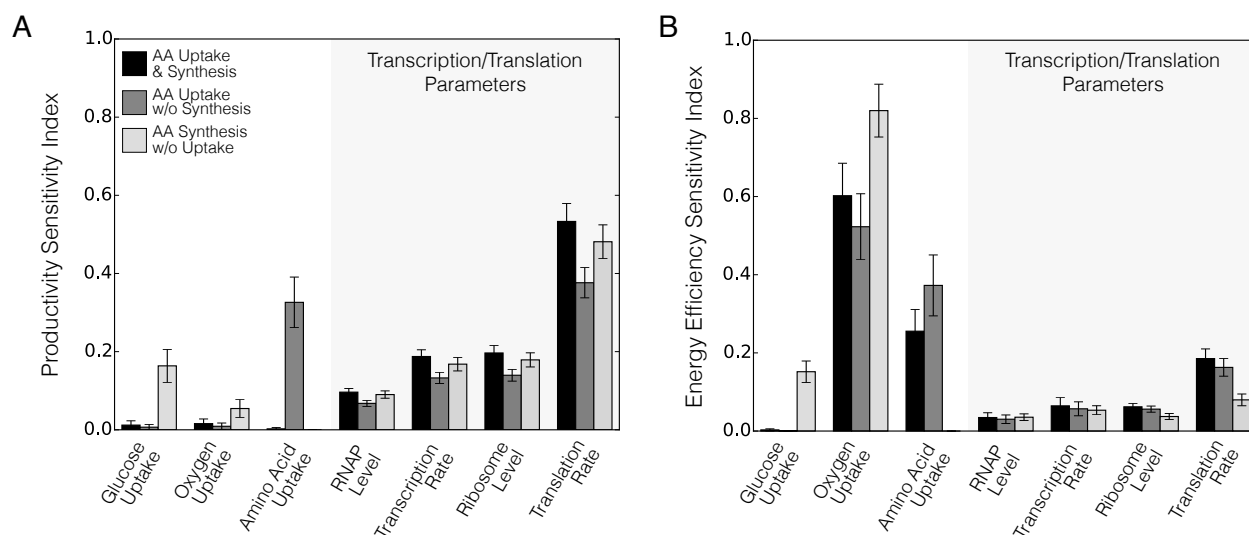 A
Productivity Sensitivity Index
1.0
0.8
0.6
0.4
0.2
0.0
AA Uptake
& Synthesis
AA Uptake
w/o Synthesis
AA Synthesis
w/o Uptake
Transcription/Translation
Parameters
Glucose
Uptake
Oxygen
Uptake
Amino Acid
Uptake
RNAP
Level
Transcription
Rate
Ribosome
Level
Translation
Rate
B
Energy Efficiency Sensitivity Index
1.0
0.8
0.6
0.4
0.2
0.0
Transcription/Translation
Parameters
Glucose
Uptake
Oxygen
Uptake
Amino Acid
Uptake
RNAP
Level
Transcription
Rate
Ribosome
Level
Translation
Rate